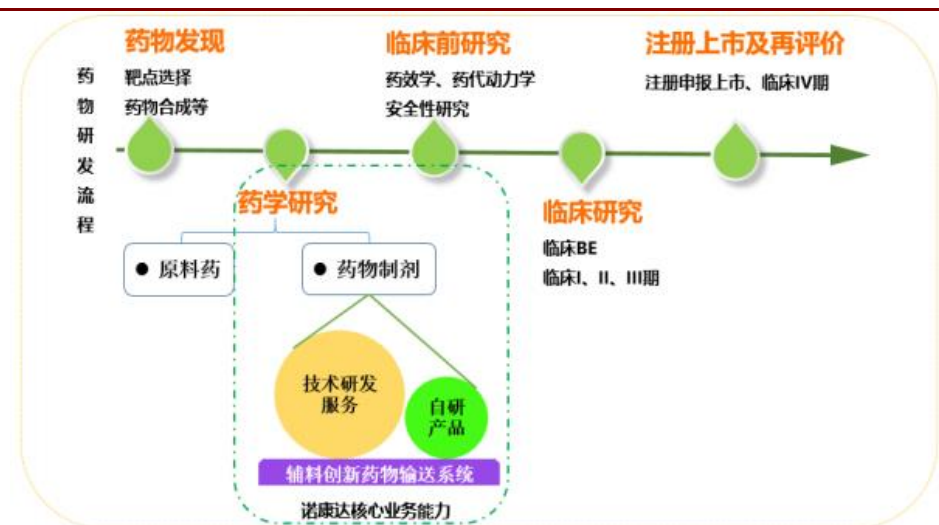 药物研发流程
药物发现
靶点选择
药物合成等
临床前研究
药效学、药代动力学
安全性研究
注册上市及再评价
注册申报上市、临床IV期
药学研究
● 原料药
● 药物制剂
临床研究
临床BE
临床I、II、III期
技术研发
服务
自研
产品
辅料创新药物输送系统
诺康达核心业务能力